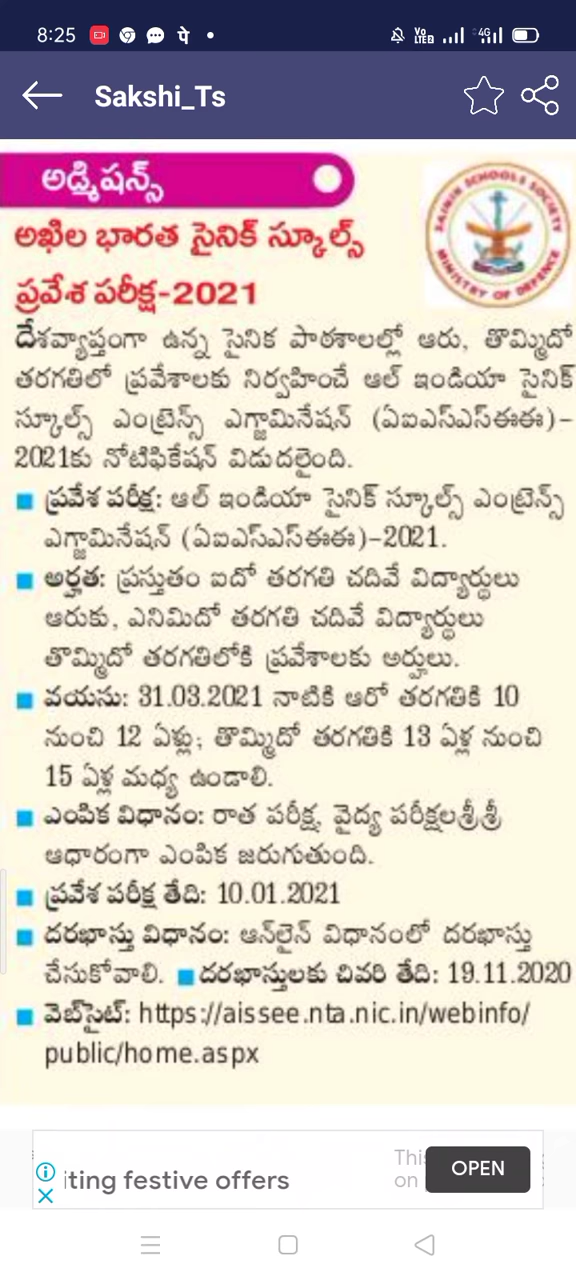 8:25
Vo LTE2 4G
Sakshi_Ts
అడ్మిషన్స్
SAINIK SCHOOLS SOCIETY
MINISTRY OF DEFENCE
అఖిల భారత సైనిక్ స్కూల్స్
ప్రవేశ పరీక్ష-2021
దేశవ్యాప్తంగా ఉన్న సైనిక పాఠశాలల్లో ఆరు, తొమ్మిదో
తరగతిలో ప్రవేశాలకు నిర్వహించే ఆల్ ఇండియా సైనిక్
స్కూల్స్ ఎంట్రెన్స్ ఎగ్జామినేషన్ (ఏఐఎస్ఎస్ఈఈ)-
2021కు నోటిఫికేషన్ విడుదలైంది.
■ ప్రవేశ పరీక్ష: ఆల్ ఇండియా సైనిక్ స్కూల్స్ ఎంట్రెన్స్
ఎగ్జామినేషన్ (ఏఐఎస్ఎస్ఈఈ)-2021.
■ అర్హత: ప్రస్తుతం ఐదో తరగతి చదివే విద్యార్థులు
ఆరుకు, ఎనిమిదో తరగతి చదివే విద్యార్థులు
తొమ్మిదో తరగతిలోకి ప్రవేశాలకు అర్హులు.
■ వయసు: 31.03.2021 నాటికి ఆరో తరగతికి 10
నుంచి 12 ఏళ్లు; తొమ్మిదో తరగతికి 13 ఏళ్ల నుంచి
15 ఏళ్ల మధ్య ఉండాలి.
■ ఎంపిక విధానం: రాత పరీక్ష, వైద్య పరీక్షలశ్రీశ్రీ
ఆధారంగా ఎంపిక జరుగుతుంది.
■ ప్రవేశ పరీక్ష తేది: 10.01.2021
■ దరఖాస్తు విధానం: ఆన్‌లైన్ విధానంలో దరఖాస్తు
చేసుకోవాలి. ■ దరఖాస్తులకు చివరి తేది: 19.11.2020
■ వెబ్‌సైట్: https://aissee.nta.nic.in/webinfo/
public/home.aspx
iting festive offers
on
OPEN